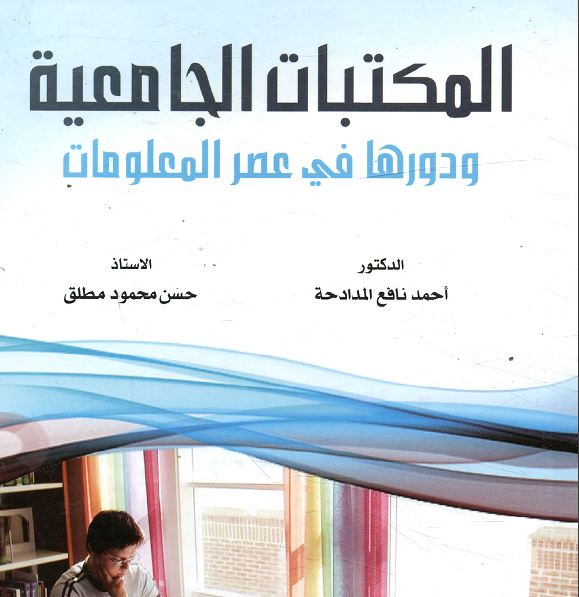 المكتبات الجامعية
ودورها في عصر المعلومات
الدكتور
أحمد نافع المدادحة
الاستاذ
حسن محمود مطلق